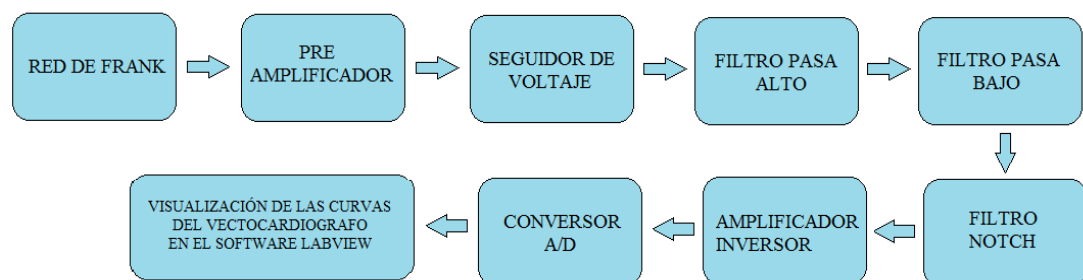 RED DE FRANK
PRE
AMPLIFICADOR
SEGUIDOR DE
VOLTAJE
FILTRO PASA
ALTO
FILTRO PASA
BAJO
FILTRO
NOTCH
AMPLIFICADOR
INVERSOR
CONVERSOR
A/D
VISUALIZACIÓN DE LAS CURVAS
DEL VECTOCARDIOGRAFO
EN EL SOFTWARE LABVIEW